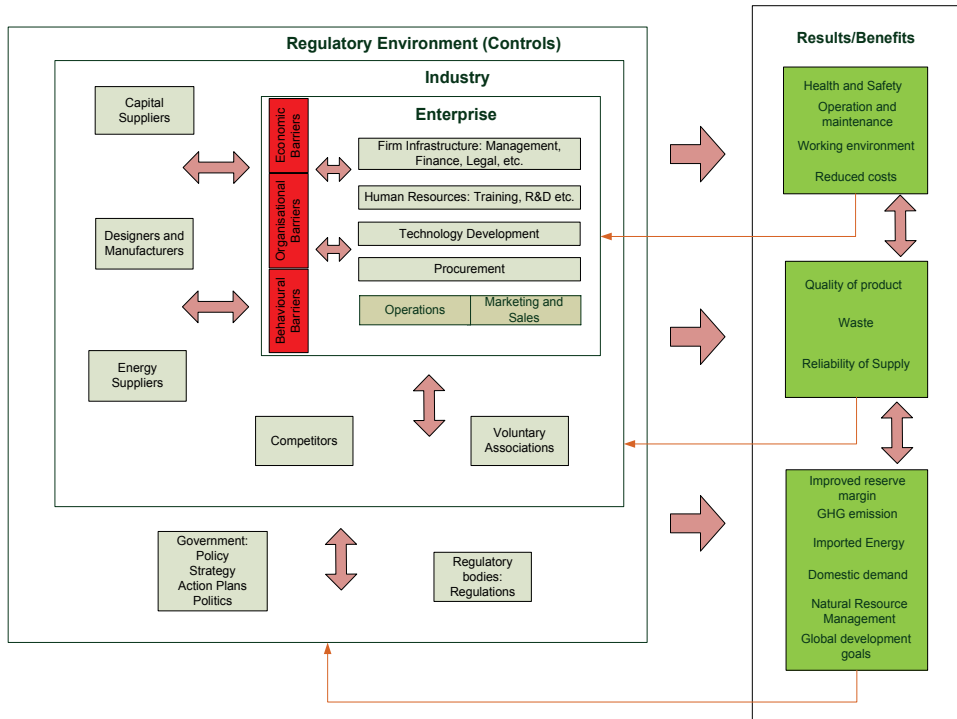 Regulatory Environment (Controls)
Industry
Enterprise
Capital
Suppliers
Designers and
Manufacturers
Energy
Suppliers
Economic
Barriers
Organisational
Barriers
Behavioural
Barriers
Firm Infrastructure: Management,
Finance, Legal, etc.
Human Resources: Training, R&D etc.
Technology Development
Procurement
Operations
Marketing and
Sales
Competitors
Voluntary
Associations
Government:
Policy
Strategy
Action Plans
Politics
Regulatory
bodies:
Regulations
Results/Benefits
Health and Safety
Operation and
maintenance
Working environment
Reduced costs
Quality of product
Waste
Reliability of Supply
Improved reserve
margin
GHG emission
Imported Energy
Domestic demand
Natural Resource
Management
Global development
goals